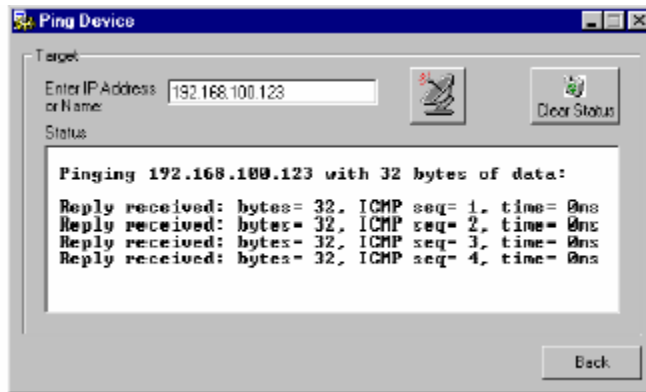 Ping Device
Target
Enter IP Address
or Name:
192.168.100.123
Clear Status
Status
Pinging 192.168.100.123 with 32 bytes of data:
Reply received: bytes= 32, ICMP seq= 1, time= 0ms
Reply received: bytes= 32, ICMP seq= 2, time= 0ms
Reply received: bytes= 32, ICMP seq= 3, time= 0ms
Reply received: bytes= 32, ICMP seq= 4, time= 0ms
Back